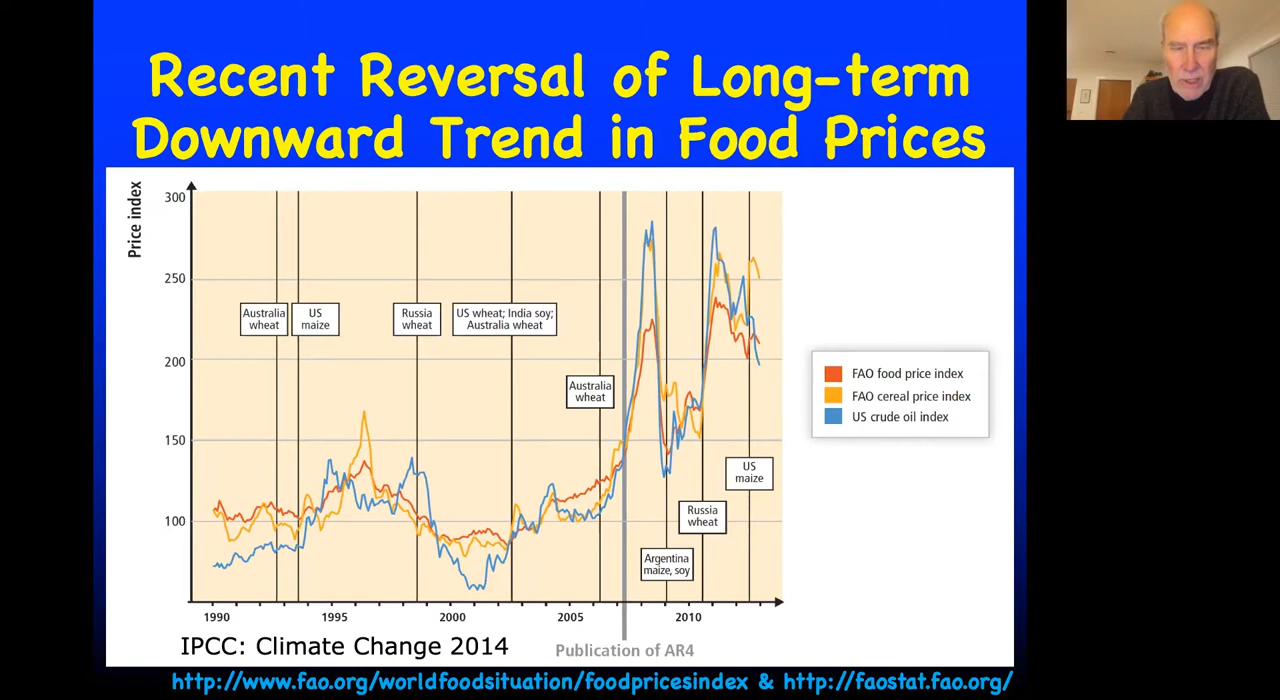 Recent Reversal of Long-term
Downward Trend in Food Prices
Price index
300
250
200
150
100
Australia
wheat
US
maize
Russia
wheat
US wheat; India soy;
Australia wheat
Australia
wheat
Argentina
maize, soy
Russia
wheat
US
maize
FAO food price index
FAO cereal price index
US crude oil index
1990
1995
2000
2005
2010
IPCC: Climate Change 2014
Publication of AR4
http://www.fao.org/worldfoodsituation/foodpricesindex & http://faostat.fao.org/